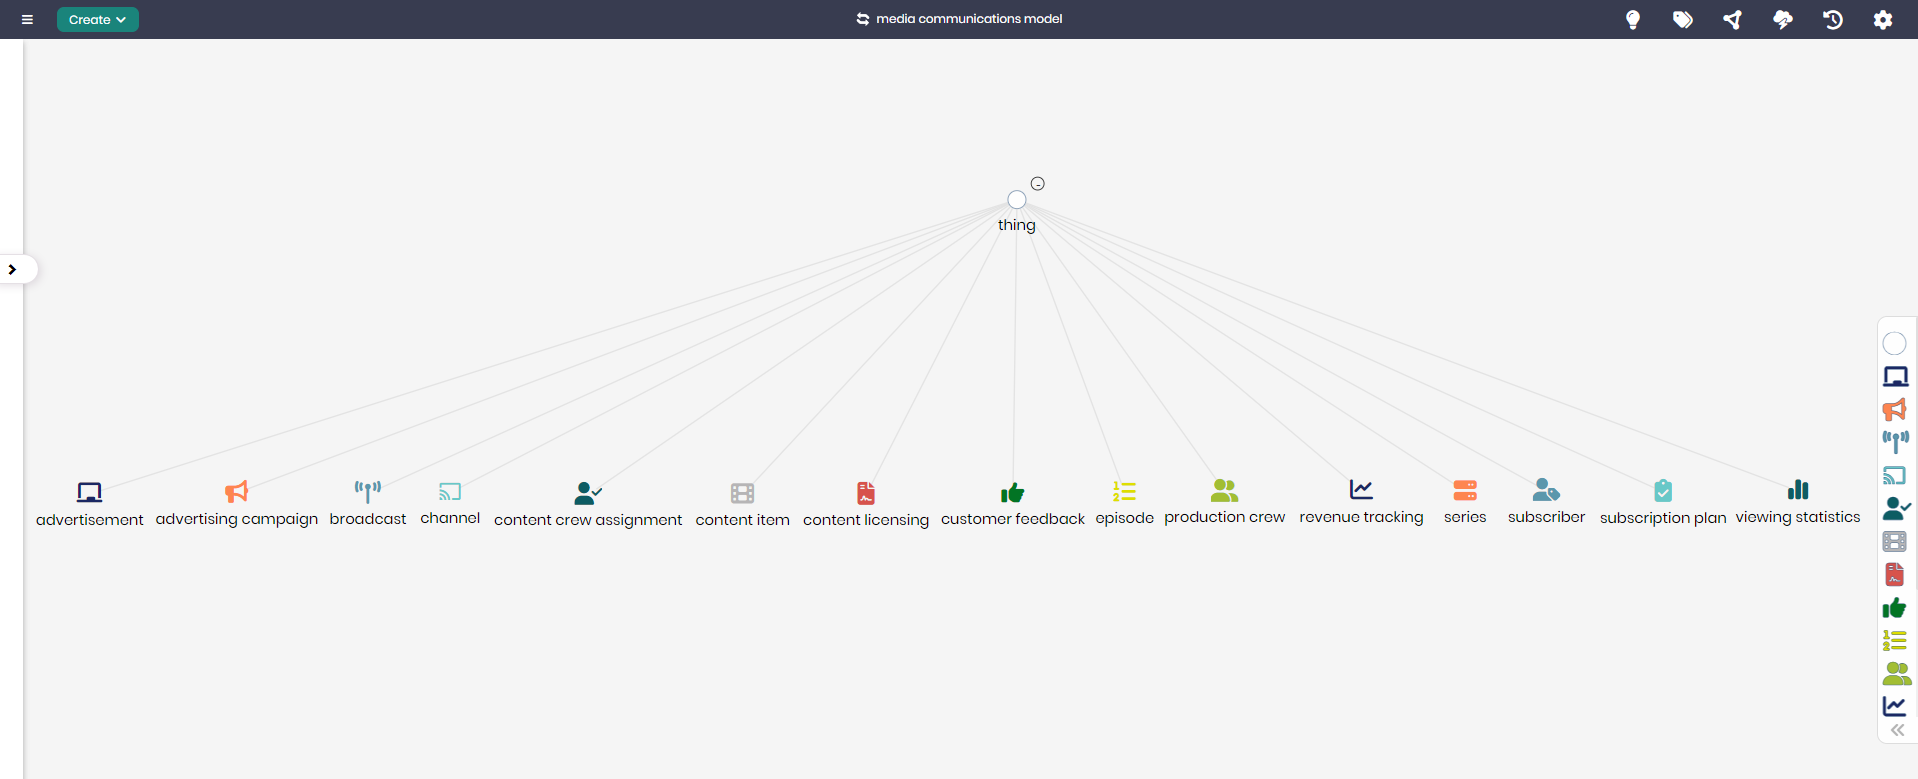 Create
media communications model
thing
advertisement
advertising campaign
broadcast
channel
content crew assignment
content item
content licensing
customer feedback
episode
production crew
revenue tracking
series
subscriber
subscription plan
viewing statistics